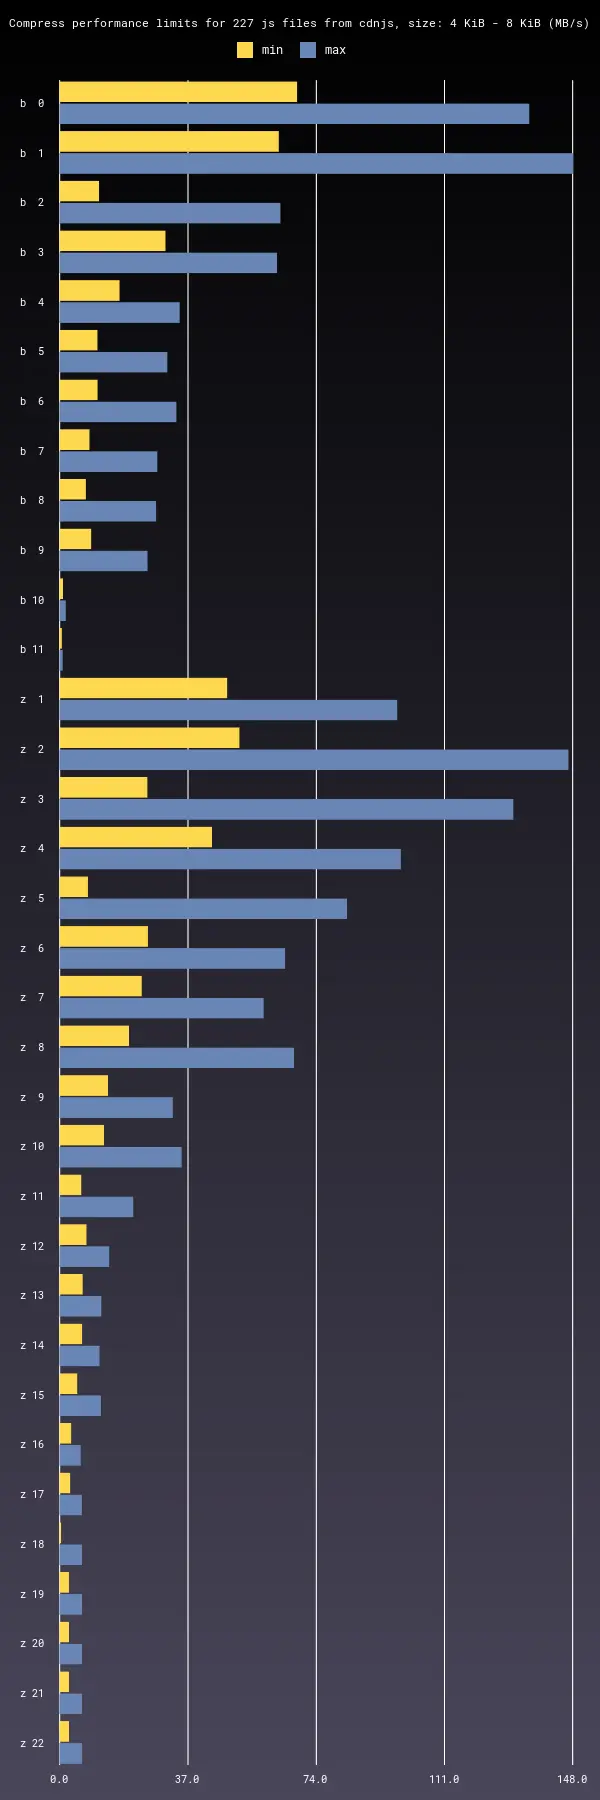 Compress performance limits for 227 js files from cdnjs, size: 4 KiB - 8 KiB (MB/s)
min max
b 0
b 1
b 2
b 3
b 4
b 5
b 6
b 7
b 8
b 9
b 10
b 11
z 1
z 2
z 3
z 4
z 5
z 6
z 7
z 8
z 9
z 10
z 11
z 12
z 13
z 14
z 15
z 16
z 17
z 18
z 19
z 20
z 21
z 22
0.0 37.0 74.0 111.0 148.0